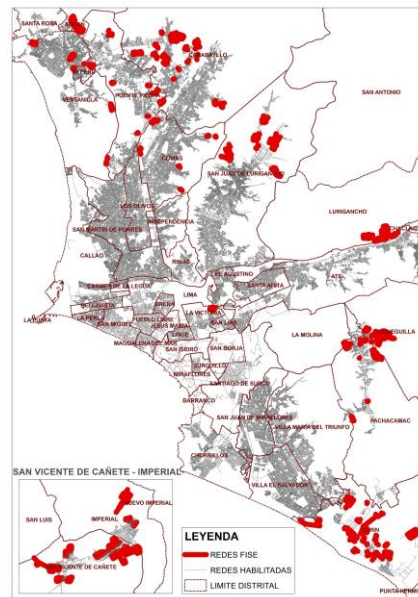 SANTA ROSA
CARABAYLLO
VENTANILLA
SAN ANTONIO
COMAS
SAN JUAN DE LURIGANCHO
LOS OLIVOS
INDEPENDENCIA
LURIGANCHO
SAN MARTIN DE PORRES
CALLAO
RIMAC
EL AGUSTINO
SANTA ANITA
ATE
CARMEN DE LA LEGUA
LIMA
BELLAVISTA
BREÑA
LA VICTORIA
LA PUNTA
LA PERLA
PUEBLO LIBRE
SAN LUIS
SAN MIGUEL
JESUS MARIA
LA MOLINA
LINCE
MAGDALENA DEL MAR
SAN ISIDRO
SAN BORJA
SURQUILLO
MIRAFLORES
SANTIAGO DE SURCO
BARRANCO
PACHACAMAC
SAN JUAN DE MIRAFLORES
VILLA MARIA DEL TRIUNFO
CHORRILLOS
VILLA EL SALVADOR
SAN VICENTE DE CAÑETE - IMPERIAL
NUEVO IMPERIAL
SAN LUIS
IMPERIAL
VICENTE DE CAÑETE
LEYENDA
REDES FISE
REDES HABILITADAS
LIMITE DISTRITAL